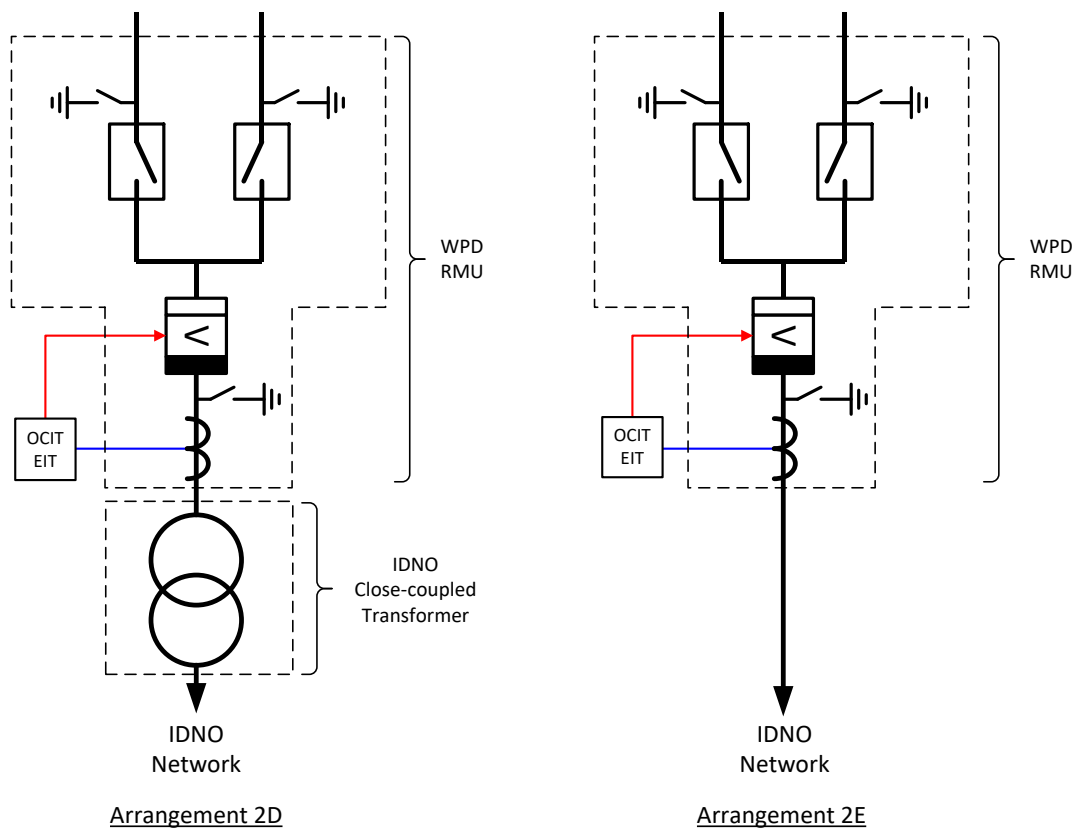 WPD
RMU
OCIT
EIT
IDNO
Close-coupled
Transformer
IDNO
Network
Arrangement 2D
WPD
RMU
OCIT
EIT
IDNO
Network
Arrangement 2E